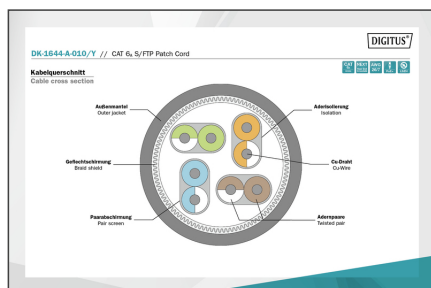 DIGITUS®
DK-1644-A-010/Y // CAT 6A S/FTP Patch Cord
Kabelquerschnitt
Cable cross section
Außenmantel
Outer jacket
Aderisolierung
Isolation
Geflechtschirmung
Braid shield
Cu-Draht
Cu-Wire
Paarabschirmung
Pair screen
Adernpaare
Twisted pair